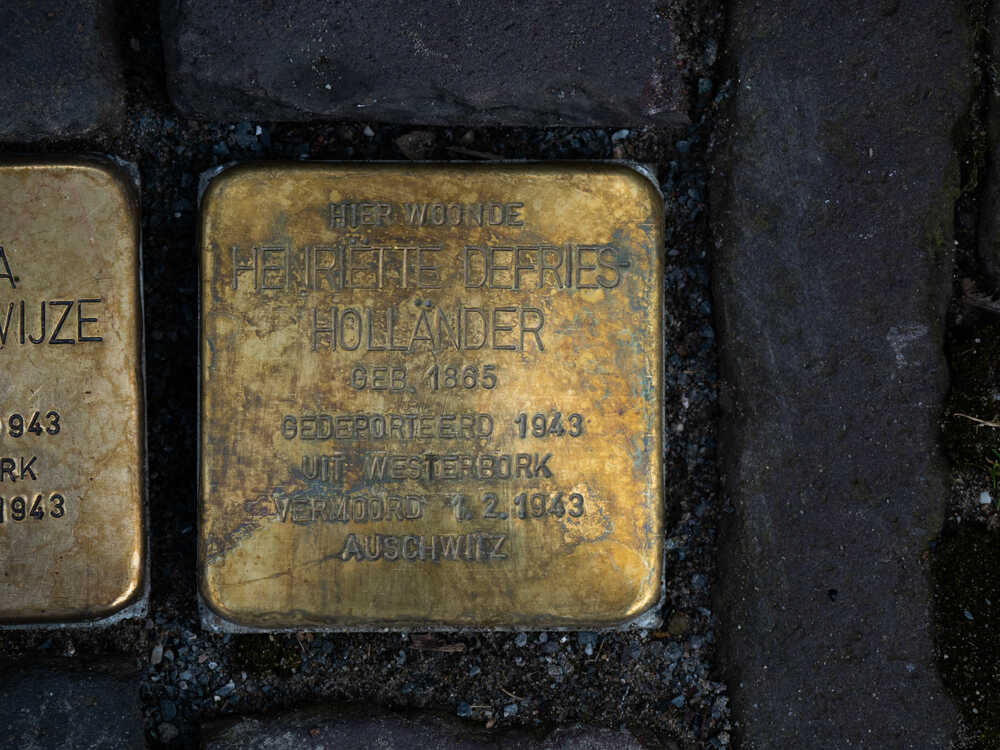 A.
WIJZE
1943
RK
1943
HIER WOONDE
HENRIËTTE DEFRIES-
HOLLÄNDER
GEB. 1865
GEDEPORTEERD 1943
UIT WESTERBORK
VERMOORD 1.2.1943
AUSCHWITZ